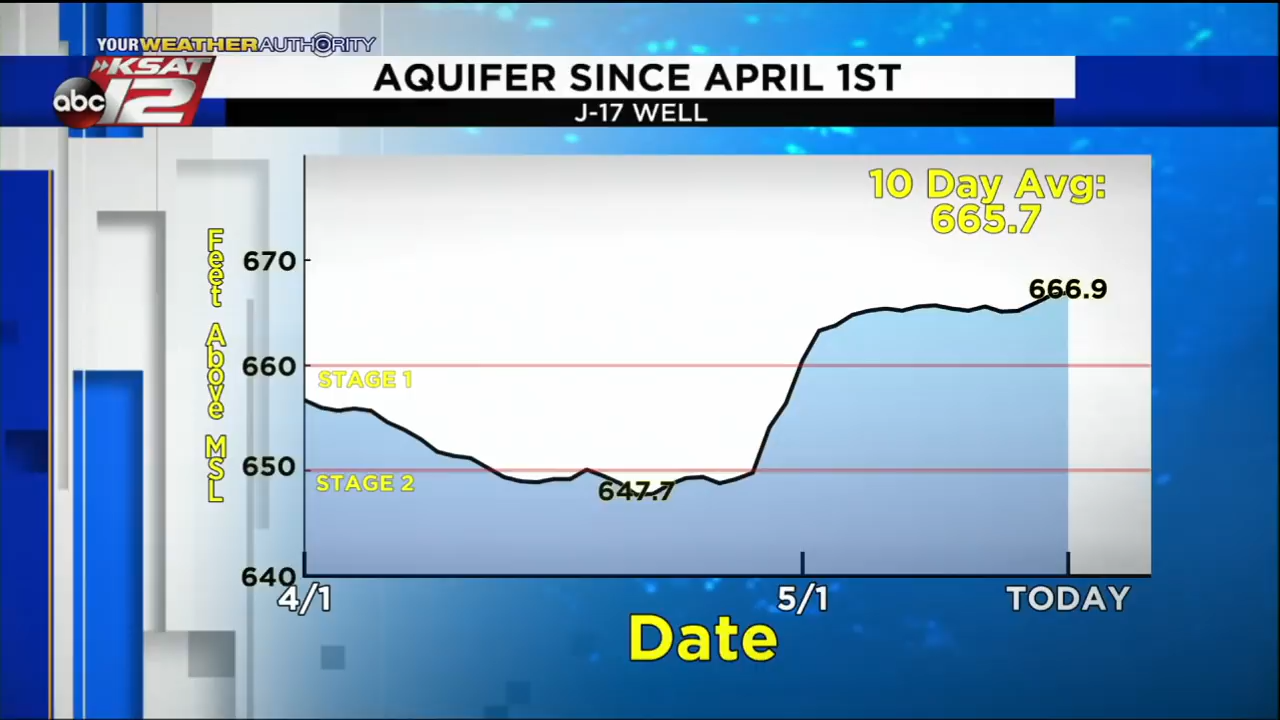 YOUR WEATHER AUTHORITY
KSAT
abc 12
AQUIFER SINCE APRIL 1ST
J-17 WELL
10 Day Avg:
665.7
Feet Above MSL
670
666.9
660
STAGE 1
650
STAGE 2
647.7
640
4/1
5/1
TODAY
Date